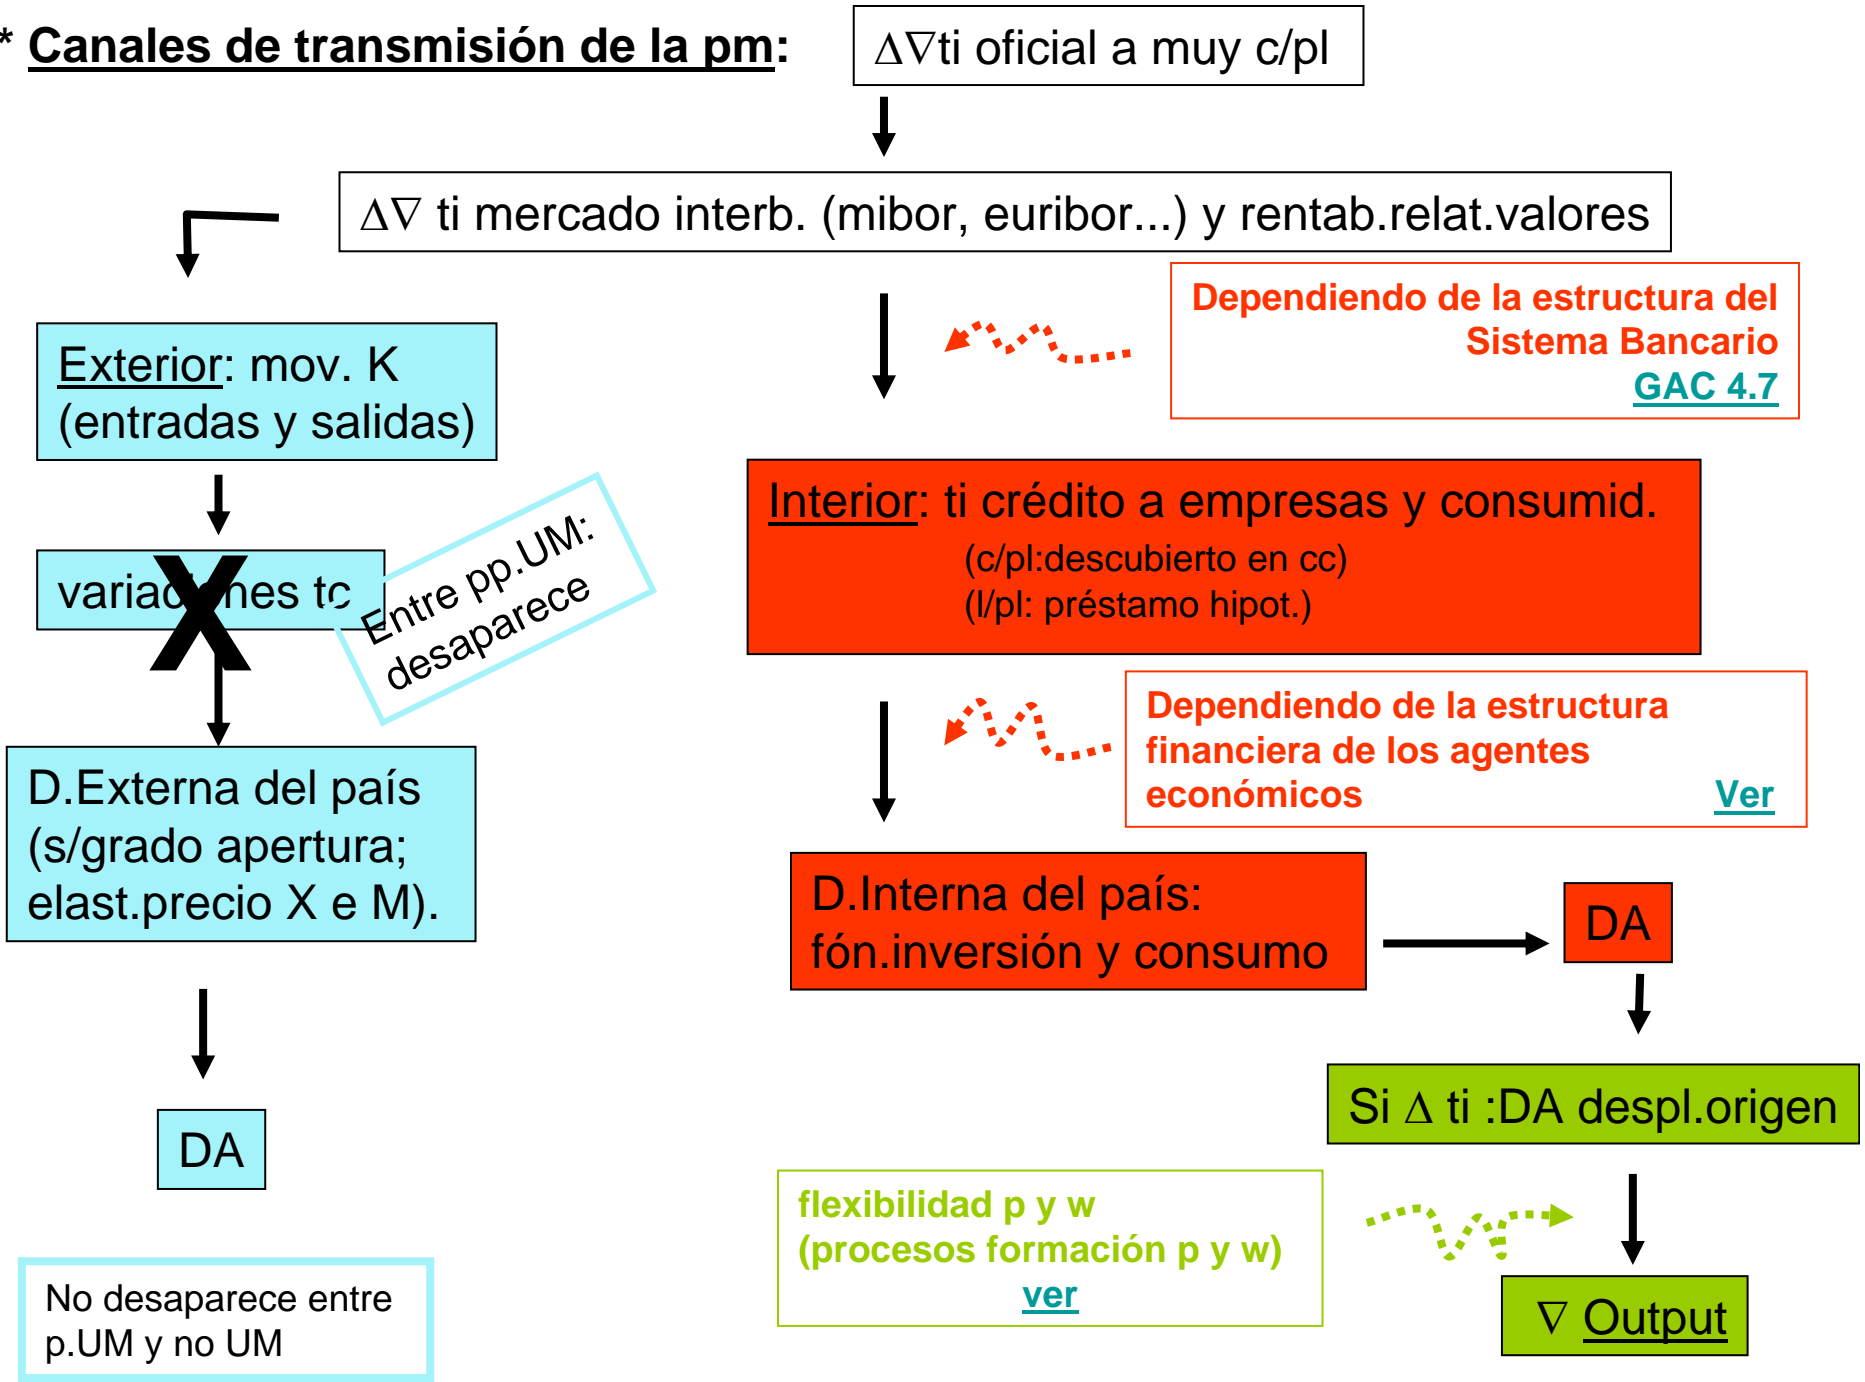 * Canales de transmisión de la pm:
Δ∇ti oficial a muy c/pl
Δ∇ ti mercado interb. (mibor, euribor...) y rentab.relat.valores
Dependiendo de la estructura del
Sistema Bancario
GAC 4.7
Exterior: mov. K
(entradas y salidas)
Interior: ti crédito a empresas y consumid.
(c/pl:descubierto en cc)
(l/pl: préstamo hipot.)
variaciones tc
X
Entre pp.UM:
desaparece
Dependiendo de la estructura
financiera de los agentes
económicos Ver
D.Externa del país
(s/grado apertura;
elast.precio X e M).
D.Interna del país:
fón.inversión y consumo
DA
Si Δ ti :DA despl.origen
DA
flexibilidad p y w
(procesos formación p y w)
ver
∇ Output
No desaparece entre
p.UM y no UM